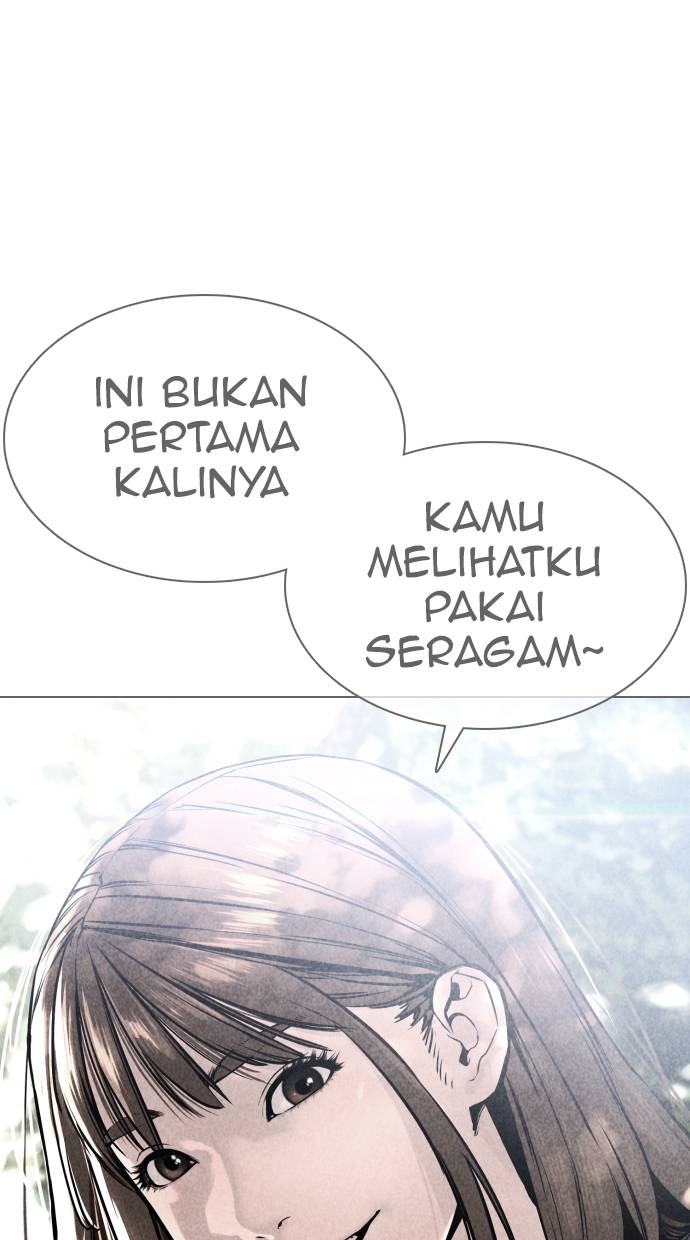 INI BUKAN
PERTAMA
KALINYA
KAMU
MELIHATKU
PAKAI
SERAGAM~